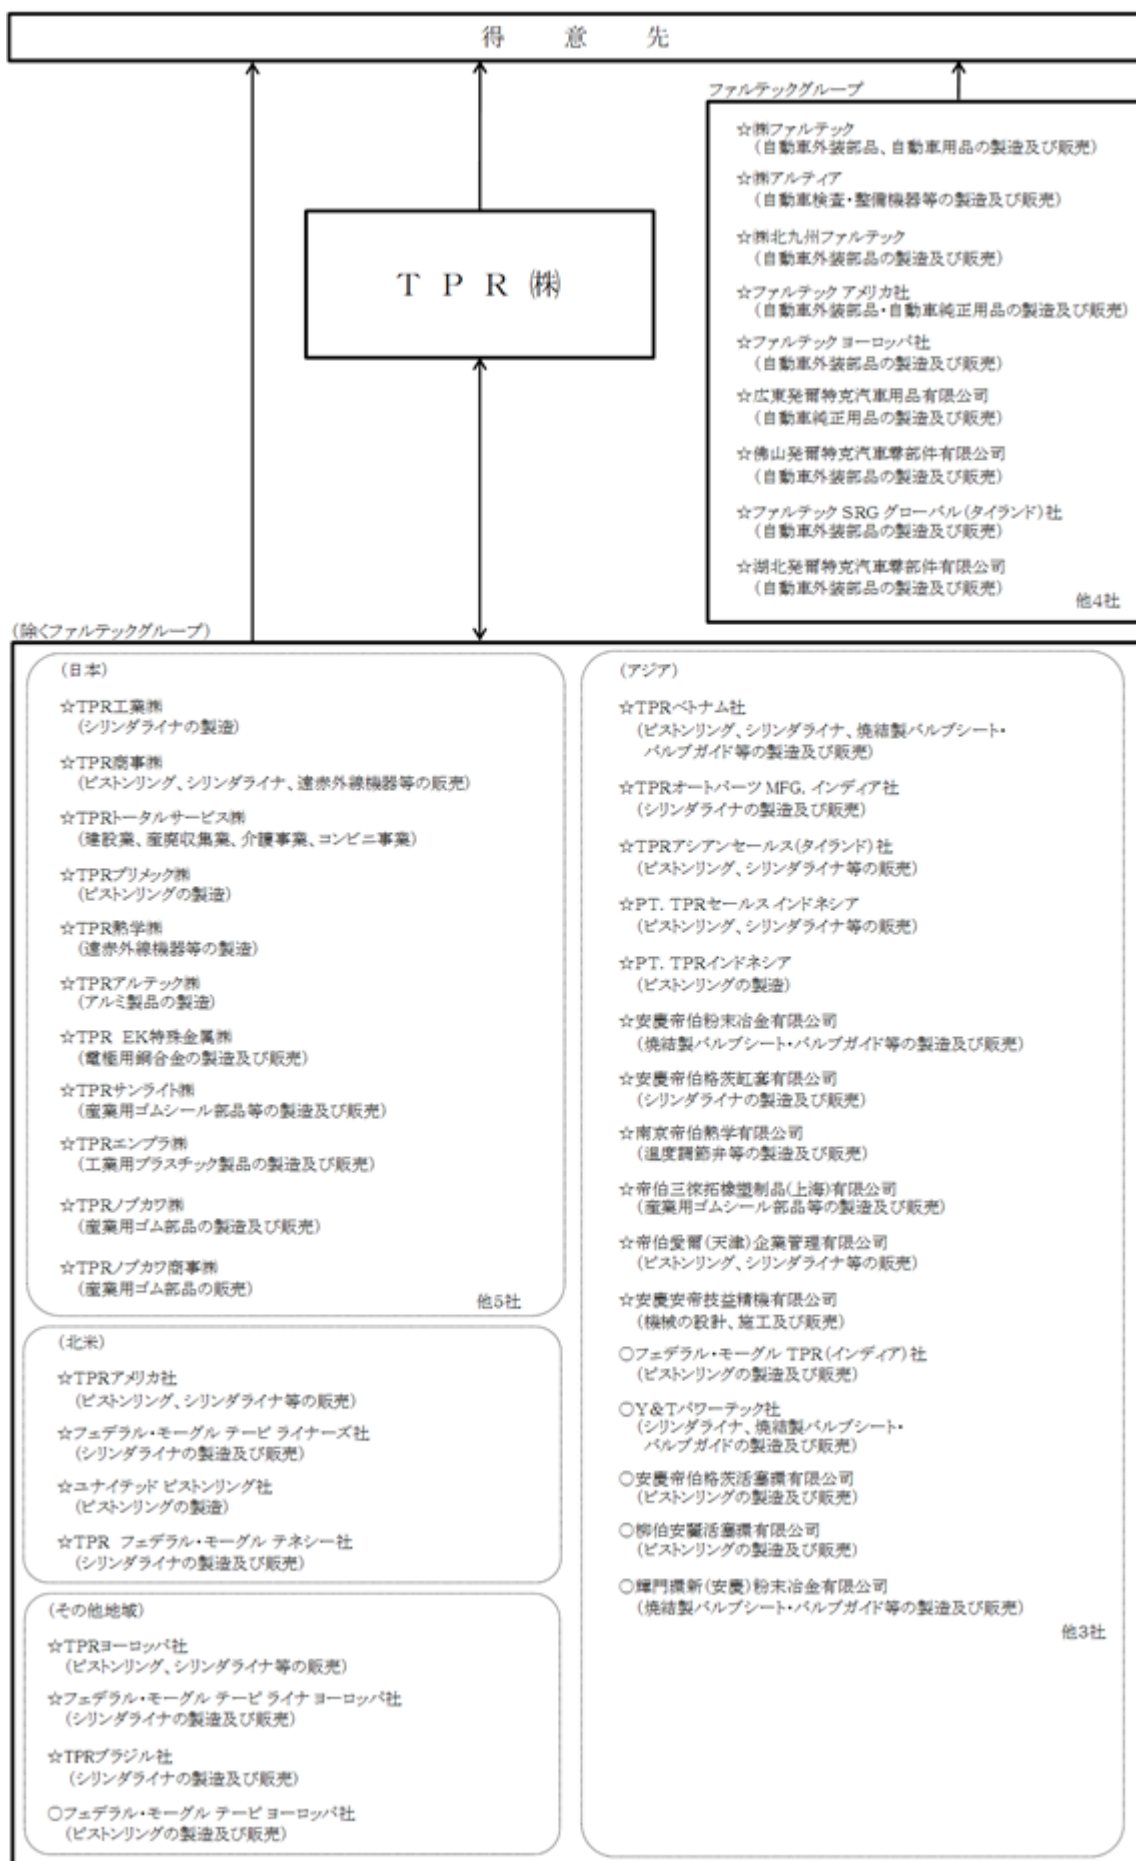 得 意 先
ファルテックグループ
☆㈱ファルテック
(自動車外装部品、自動車用品の製造及び販売)
☆㈱アルティア
(自動車検査・整備機器等の製造及び販売)
☆㈱北九州ファルテック
(自動車外装部品の製造及び販売)
☆ファルテック アメリカ社
(自動車外装部品・自動車純正用品の製造及び販売)
☆ファルテック ヨーロッパ社
(自動車外装部品の製造及び販売)
☆広東発爾特克汽車用品有限公司
(自動車純正用品の製造及び販売)
☆佛山発爾特克汽車零部件有限公司
(自動車外装部品の製造及び販売)
☆ファルテック SRG グローバル(タイランド)社
(自動車外装部品の製造及び販売)
☆湖北発爾特克汽車零部件有限公司
(自動車外装部品の製造及び販売)
他4社
T P R ㈱
(除くファルテックグループ)
(日本)
☆TPR工業㈱
(シリンダライナの製造)
☆TPR商事㈱
(ピストンリング、シリンダライナ、遠赤外線機器等の販売)
☆TPRトータルサービス㈱
(建設業、産廃収集業、介護事業、コンビニ事業)
☆TPRプリメック㈱
(ピストンリングの製造)
☆TPR熱学㈱
(遠赤外線機器等の製造)
☆TPRアルテック㈱
(アルミ製品の製造)
☆TPR EK特殊金属㈱
(電極用銅合金の製造及び販売)
☆TPRサンライト㈱
(産業用ゴムシール部品等の製造及び販売)
☆TPRエンプラ㈱
(工業用プラスチック製品の製造及び販売)
☆TPRノブカワ㈱
(産業用ゴム部品の製造及び販売)
☆TPRノブカワ商事㈱
(産業用ゴム部品の販売)
他5社
(北米)
☆TPRアメリカ社
(ピストンリング、シリンダライナ等の販売)
☆フェデラル・モーグル テーピ ライナーズ社
(シリンダライナの製造及び販売)
☆ユナイテッド ピストンリング社
(ピストンリングの製造)
☆TPR フェデラル・モーグル テネシー社
(シリンダライナの製造及び販売)
(その他地域)
☆TPRヨーロッパ社
(ピストンリング、シリンダライナ等の販売)
☆フェデラル・モーグル テーピ ライナ ヨーロッパ社
(シリンダライナの製造及び販売)
☆TPRブラジル社
(シリンダライナの製造及び販売)
○フェデラル・モーグル テーピ ヨーロッパ社
(ピストンリングの製造及び販売)
(アジア)
☆TPRベトナム社
(ピストンリング、シリンダライナ、焼結製バルブシート・
バルブガイド等の製造及び販売)
☆TPRオートパーツ MFG. インディア社
(シリンダライナの製造及び販売)
☆TPRアシアンセールス(タイランド)社
(ピストンリング、シリンダライナ等の販売)
☆PT. TPRセールス インドネシア
(ピストンリング、シリンダライナ等の販売)
☆PT. TPRインドネシア
(ピストンリングの製造)
☆安慶帝伯粉末冶金有限公司
(焼結製バルブシート・バルブガイド等の製造及び販売)
☆安慶帝伯格茨缸套有限公司
(シリンダライナの製造及び販売)
☆南京帝伯熱学有限公司
(温度調節弁等の製造及び販売)
☆帝伯三徠拓橡塑制品(上海)有限公司
(産業用ゴムシール部品等の製造及び販売)
☆帝伯愛爾(天津)企業管理有限公司
(ピストンリング、シリンダライナ等の販売)
☆安慶安帝技益精機有限公司
(機械の設計、施工及び販売)
○フェデラル・モーグル TPR(インディア)社
(ピストンリングの製造及び販売)
○Y&Tパワーテック社
(シリンダライナ、焼結製バルブシート・
バルブガイドの製造及び販売)
○安慶帝伯格茨活塞環有限公司
(ピストンリングの製造及び販売)
○柳伯安麗活塞環有限公司
(ピストンリングの製造及び販売)
○輝門環新(安慶)粉末冶金有限公司
(焼結製バルブシート・バルブガイド等の製造及び販売)
他3社